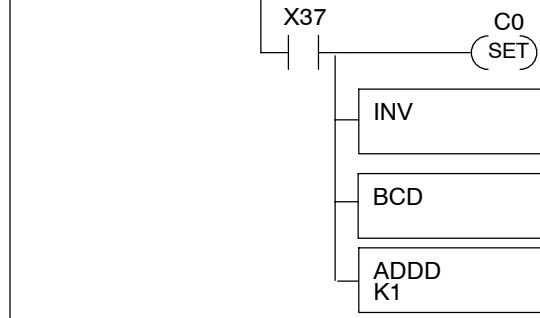 X37
C0
SET
INV
BCD
ADDD
K1